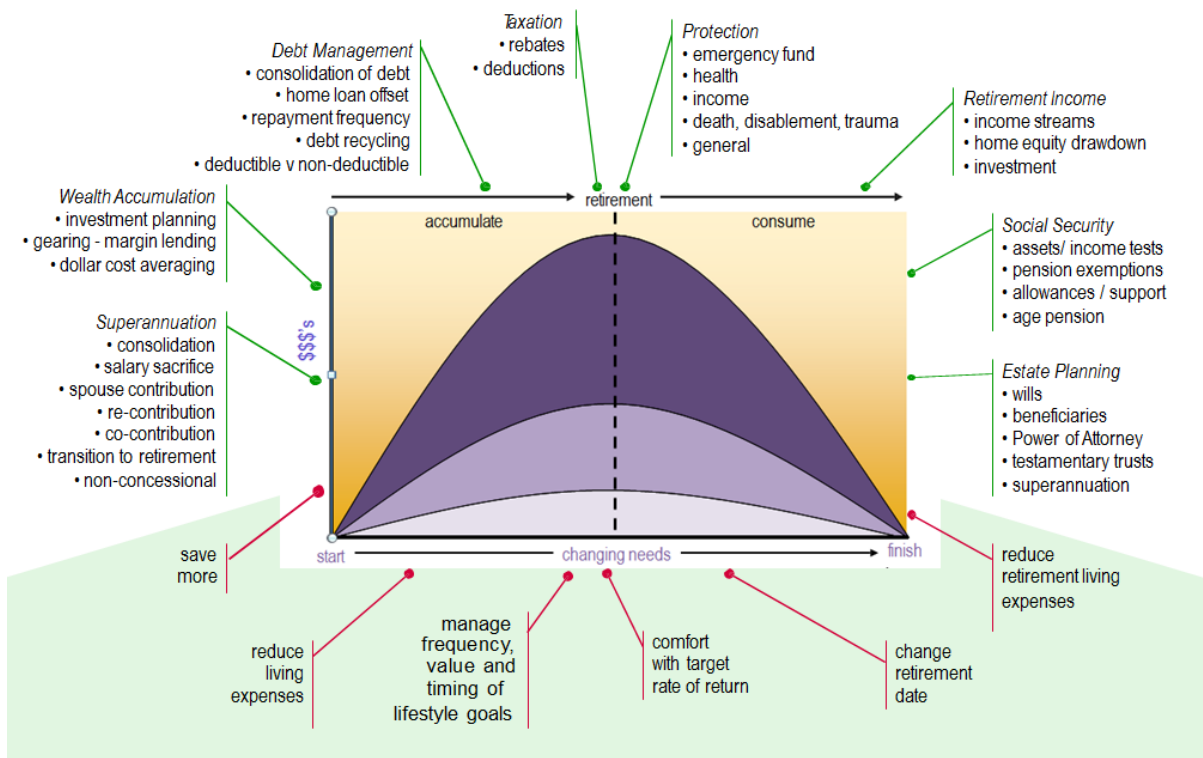 Taxation
• rebates
• deductions
Protection
• emergency fund
• health
• income
• death, disablement, trauma
• general
Debt Management
• consolidation of debt
• home loan offset
• repayment frequency
• debt recycling
• deductible v non-deductible
Retirement Income
• income streams
• home equity drawdown
• investment
Wealth Accumulation
• investment planning
• gearing - margin lending
• dollar cost averaging
retirement
accumulate
consume
Social Security
• assets/ income tests
• pension exemptions
• allowances / support
• age pension
Superannuation
• consolidation
• salary sacrifice
• spouse contribution
• re-contribution
• co-contribution
• transition to retirement
• non-concessional
$$$'s
Estate Planning
• wills
• beneficiaries
• Power of Attorney
• testamentary trusts
• superannuation
start
changing needs
finish
save
more
reduce
living
expenses
manage
frequency,
value and
timing of
lifestyle goals
comfort
with target
rate of return
change
retirement
date
reduce
retirement living
expenses